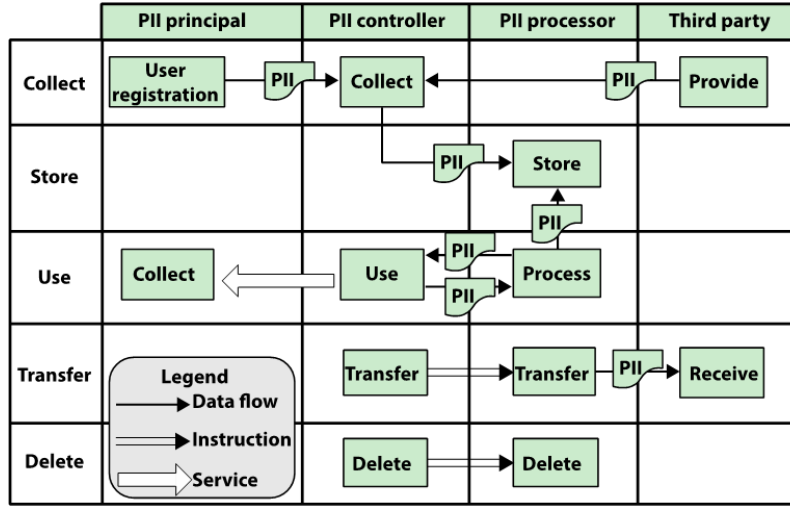 PII principal
PII controller
PII processor
Third party
Collect
User
registration
PII
Collect
PII
Provide
Store
PII
Store
PII
Use
Collect
Use
PII
PII
Process
Transfer
Transfer
Transfer
PII
Receive
Legend
Data flow
Instruction
Service
Delete
Delete
Delete